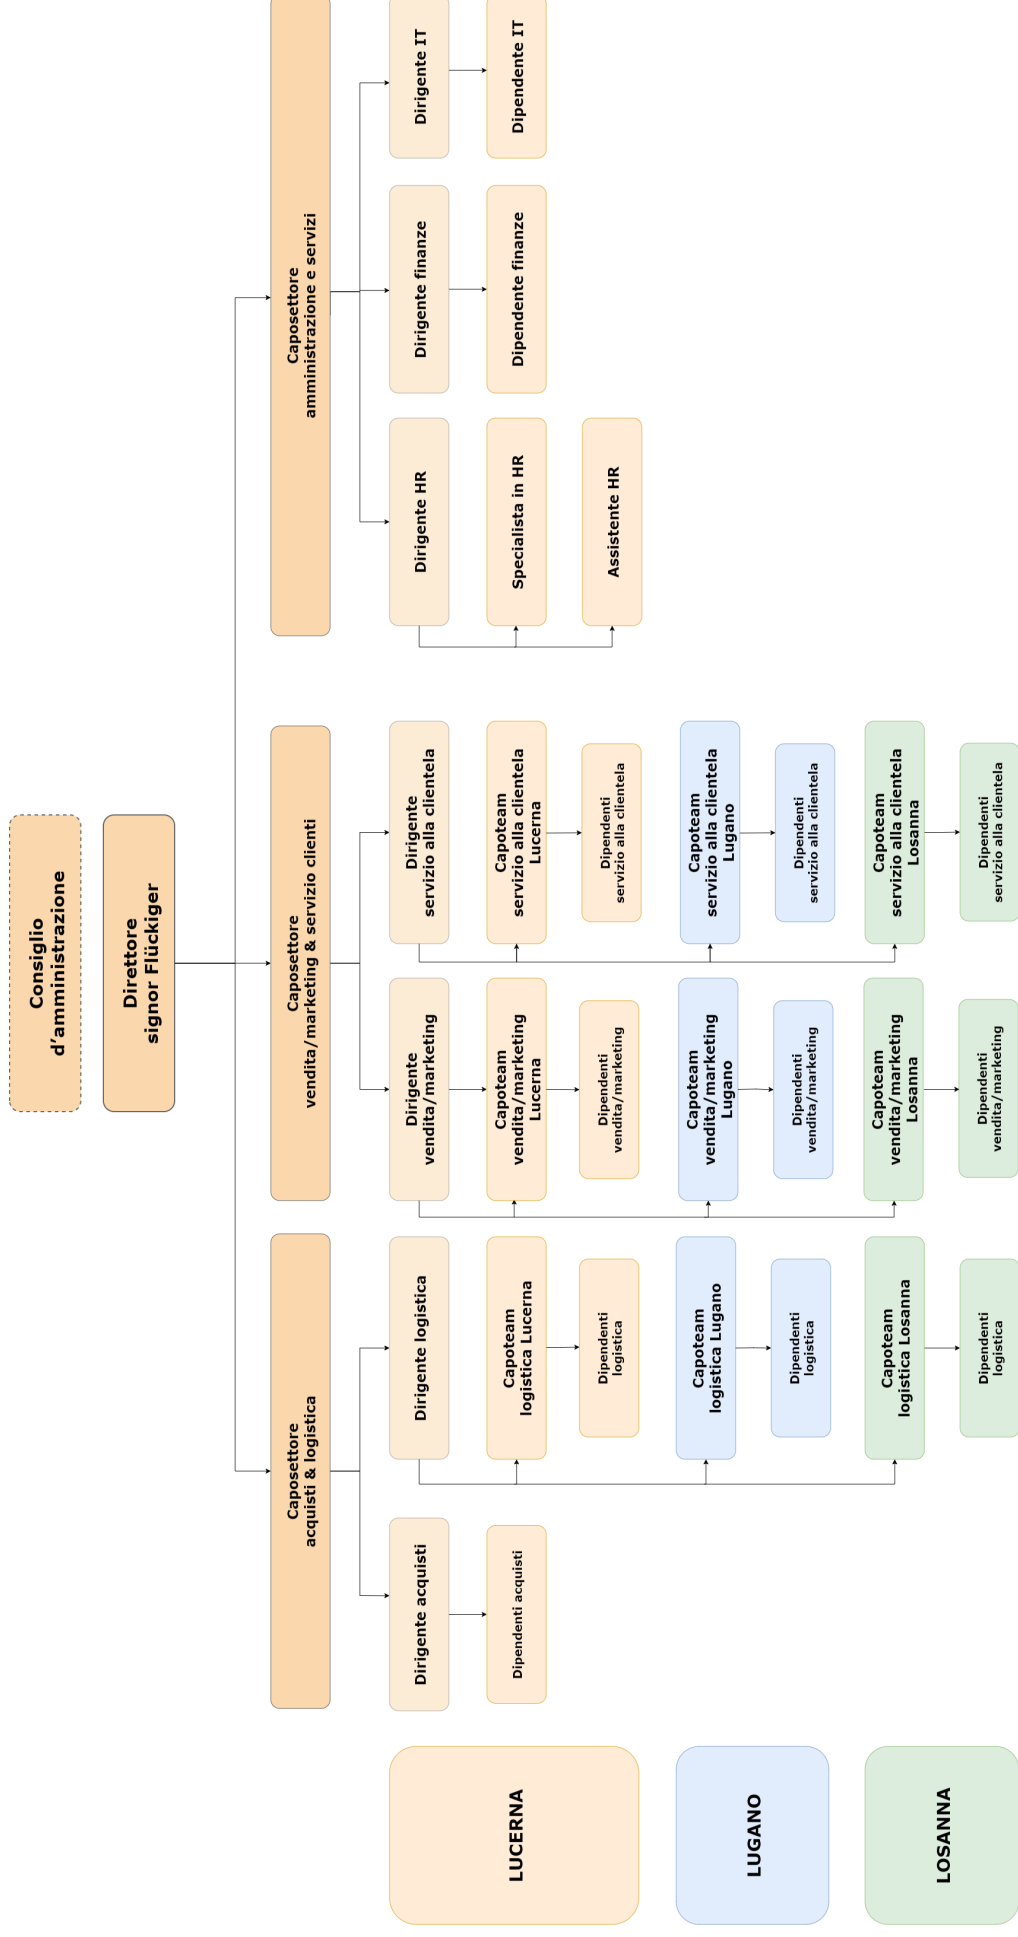 Consiglio
d’amministrazione
Direttore
signor Flückiger
Caposettore
acquisti & logistica
Caposettore
vendita/marketing & servizio clienti
Caposettore
amministrazione e servizi
LUCERNA
Dirigente acquisti
Dirigente logistica
Dirigente
vendita/marketing
Dirigente
servizio alla clientela
Dirigente HR
Dirigente finanze
Dirigente IT
Dipendenti acquisti
Capoteam
logistica Lucerna
Capoteam
vendita/marketing
Lucerna
Capoteam
servizio alla clientela
Lucerna
Specialista in HR
Dipendente finanze
Dipendente IT
Dipendenti
logistica
Dipendenti
vendita/marketing
Dipendenti
servizio alla clientela
Assistente HR
LUGANO
Capoteam
logistica Lugano
Capoteam
vendita/marketing
Lugano
Capoteam
servizio alla clientela
Lugano
Dipendenti
logistica
Dipendenti
vendita/marketing
Dipendenti
servizio alla clientela
LOSANNA
Capoteam
logistica Losanna
Capoteam
vendita/marketing
Losanna
Capoteam
servizio alla clientela
Losanna
Dipendenti
logistica
Dipendenti
vendita/marketing
Dipendenti
servizio alla clientela